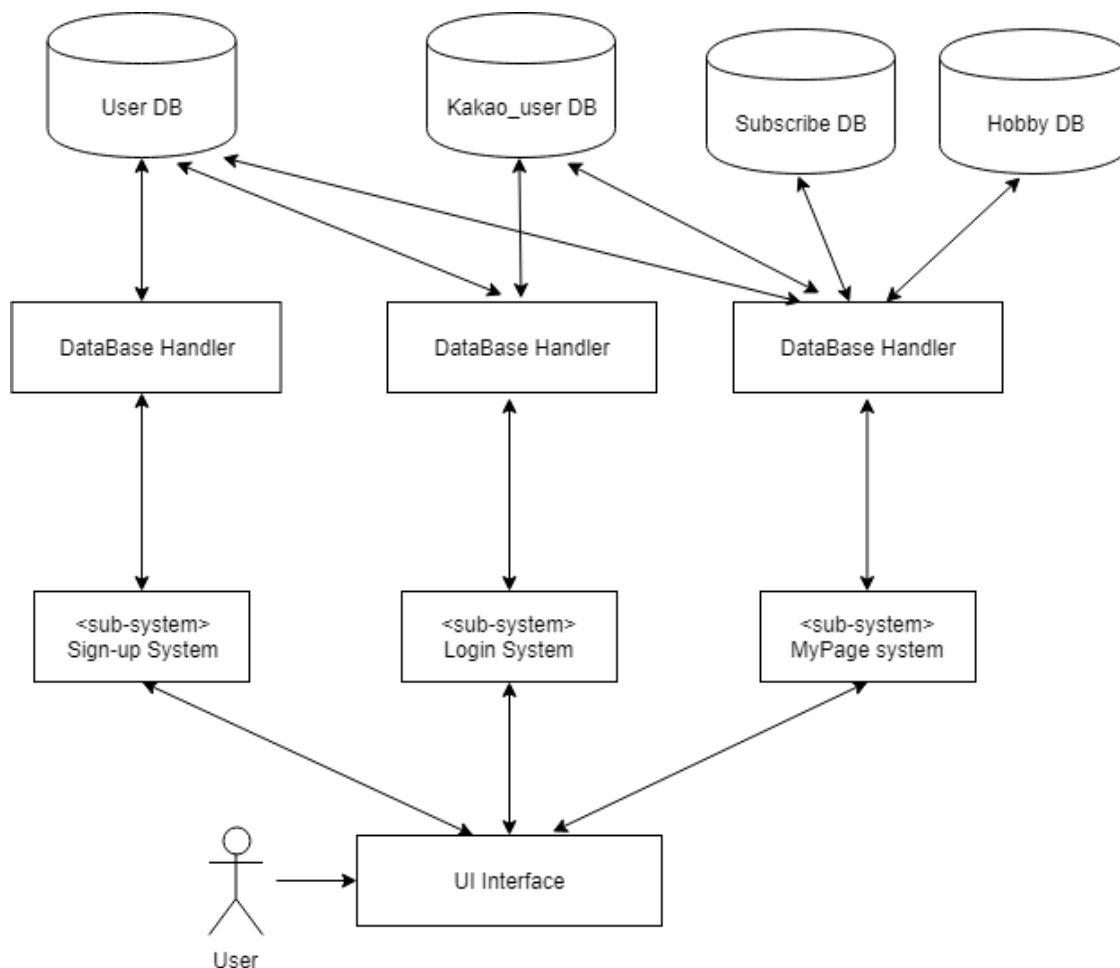 User DB
Kakao_user DB
Subscribe DB
Hobby DB
DataBase Handler
DataBase Handler
DataBase Handler
<sub-system>
Sign-up System
<sub-system>
Login System
<sub-system>
MyPage system
UI Interface
User